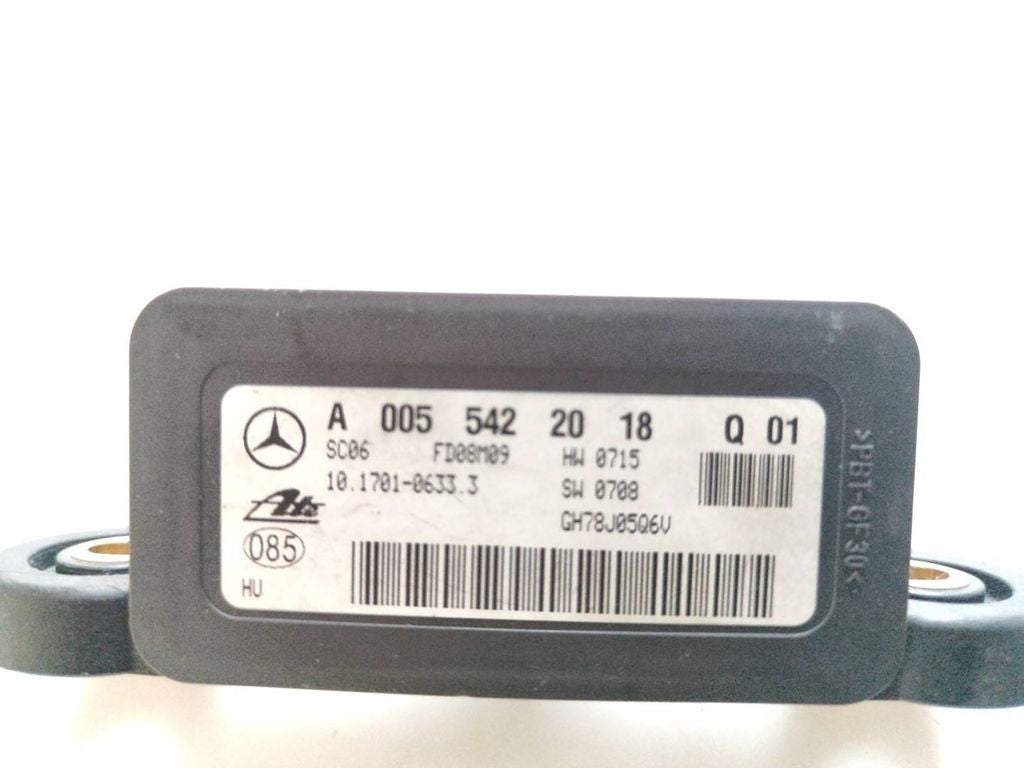 A 005 542 20 18 Q 01
SC06 FD08M09 HW 0715
10.1701-0633.3 SW 0708
Ate GH78J05Q6V
085
HU
>PBT-GF30<